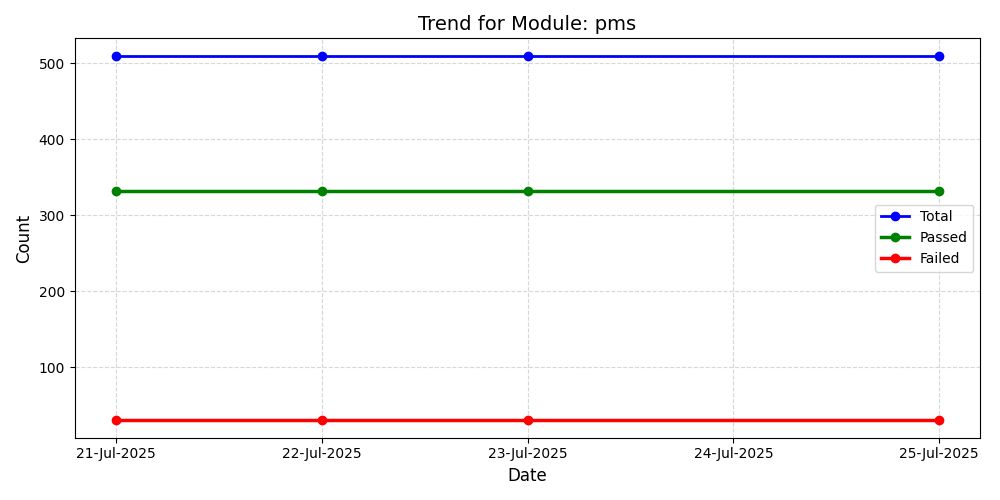 Trend for Module: pms
500
400
300
200
100
Count
Total
Passed
Failed
21-Jul-2025
22-Jul-2025
23-Jul-2025
24-Jul-2025
25-Jul-2025
Date